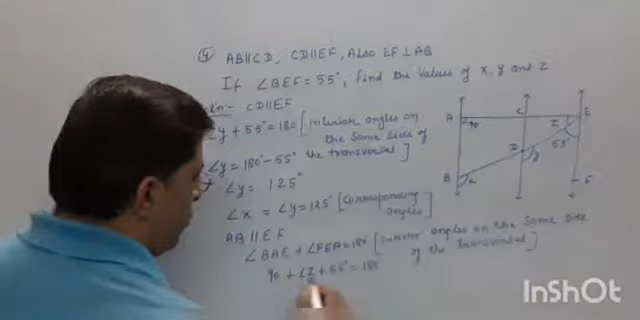 ④ AB∥CD, CD∥EF, Also EF⊥AB
If ∠BEF = 55°, Find the values of x, y and z
CD∥EF
y + 55° = 180 [Interior angles on
the same side of
the transversal]
∠y = 180° - 55°
∠y = 125°
∠x = ∠y = 125° [Corresponding
angles]
AB∥EF
∠BAE + ∠FEA = 180 [Interior angles on the same side
of the transversal]
90 + ∠z + 55° = 180
A
C
E
90
z
D
y
55°
B
x
F
InShot